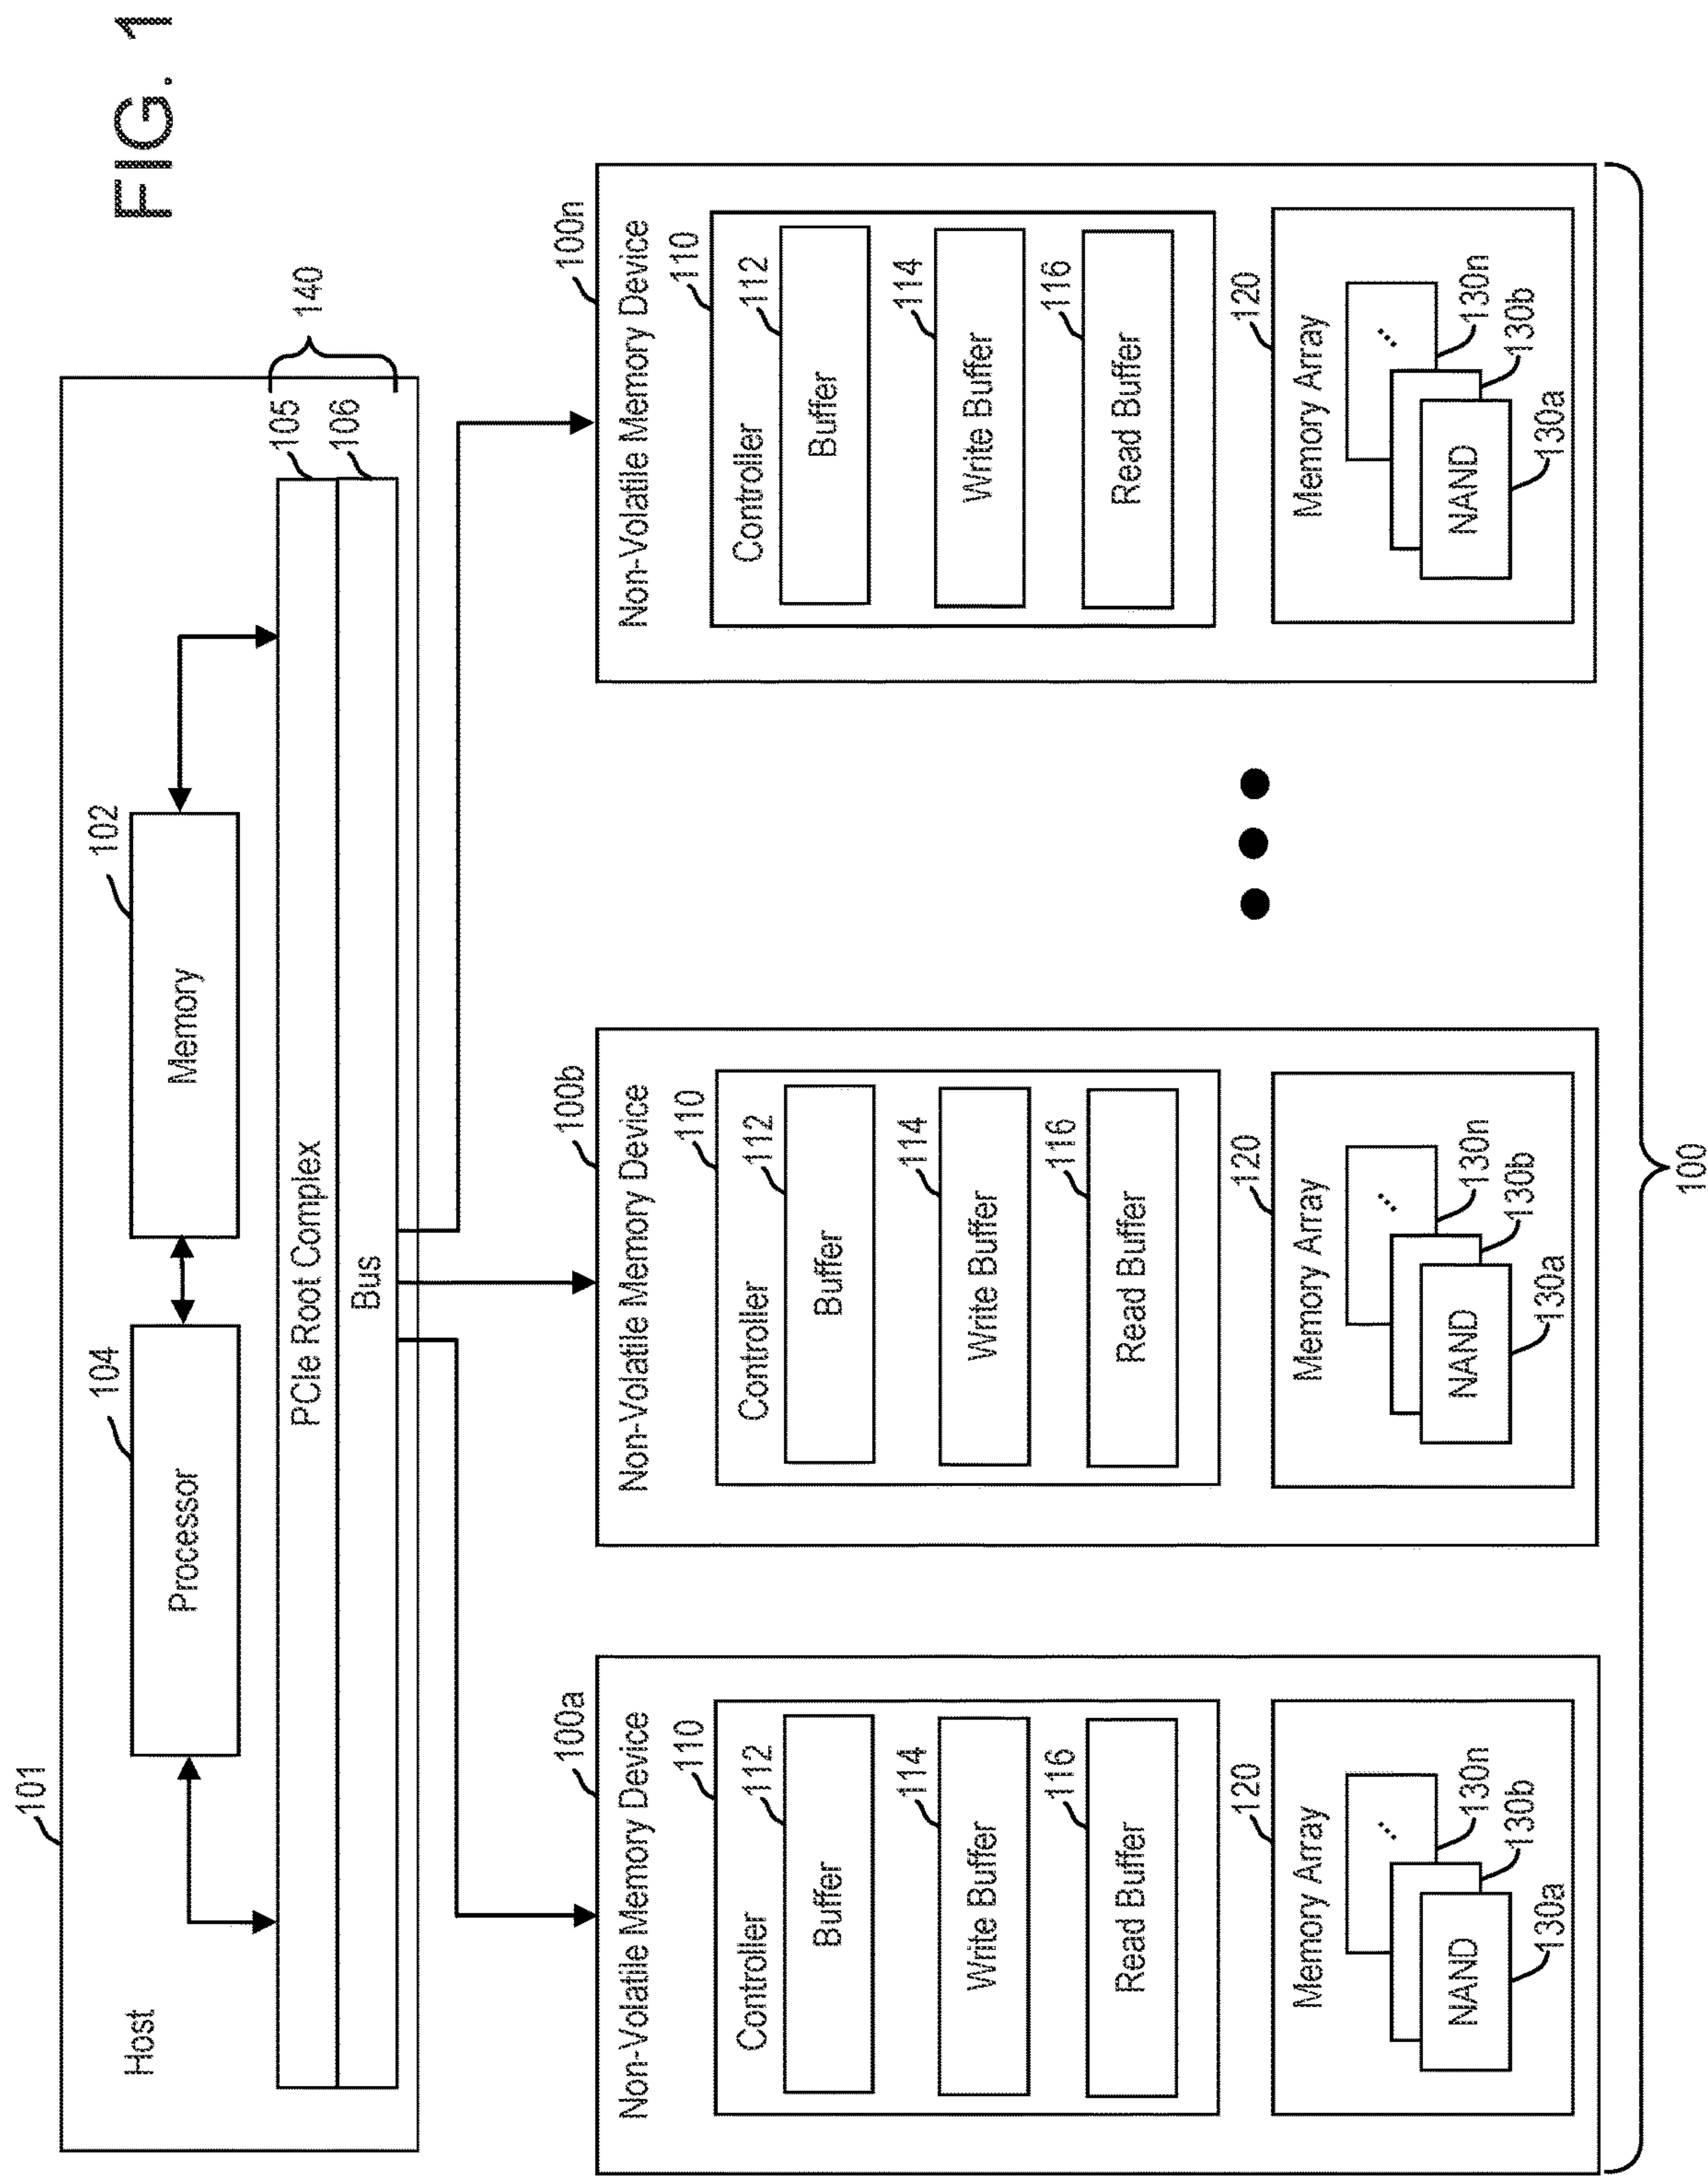 FIG. 1
101
Host
104
Processor
102
Memory
140
105
PCIe Root Complex
106
Bus
100a
Non-Volatile Memory Device
110
Controller
112
Buffer
114
Write Buffer
116
Read Buffer
120
Memory Array
...
130n
130b
NAND
130a
100b
Non-Volatile Memory Device
110
Controller
112
Buffer
114
Write Buffer
116
Read Buffer
120
Memory Array
...
130n
130b
NAND
130a
100n
Non-Volatile Memory Device
110
Controller
112
Buffer
114
Write Buffer
116
Read Buffer
120
Memory Array
...
130n
130b
NAND
130a
100